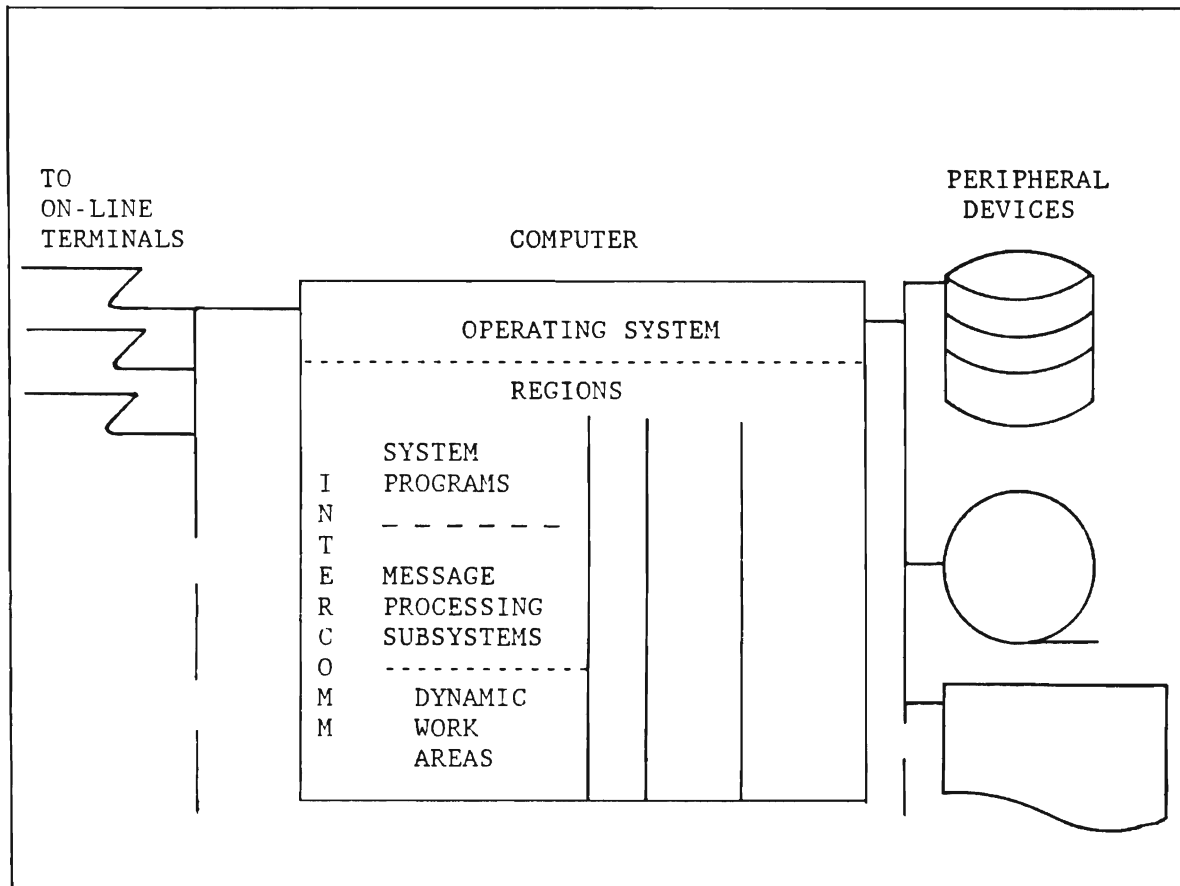 TO
ON-LINE
TERMINALS
PERIPHERAL
DEVICES
COMPUTER
OPERATING SYSTEM
REGIONS
INTERCOMM
SYSTEM
PROGRAMS
MESSAGE
PROCESSING
SUBSYSTEMS
DYNAMIC
WORK
AREAS